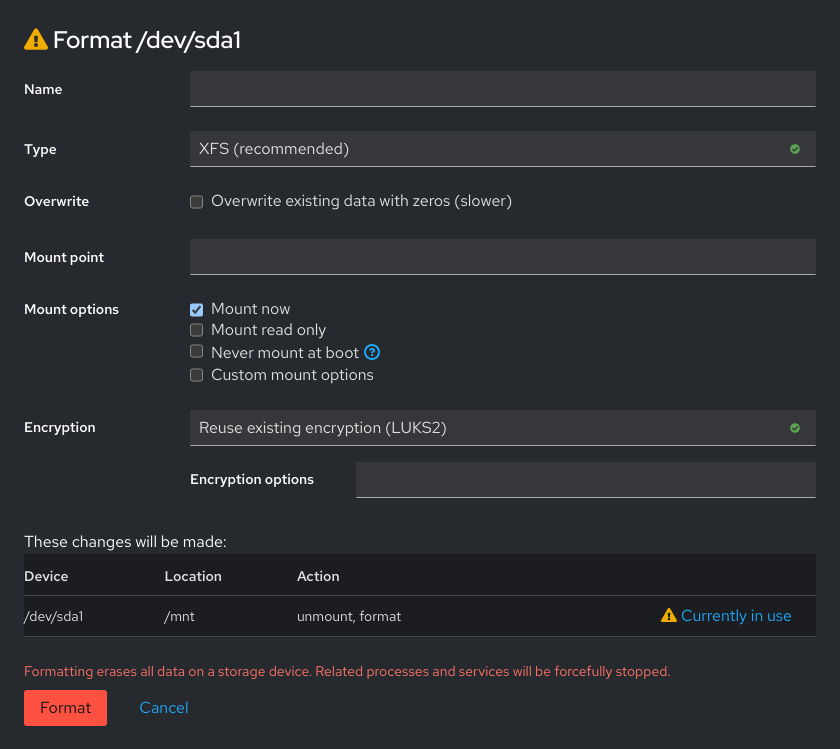 Format /dev/sda1
Name
Type XFS (recommended)
Overwrite Overwrite existing data with zeros (slower)
Mount point
Mount options Mount now
Mount read only
Never mount at boot ?
Custom mount options
Encryption Reuse existing encryption (LUKS2)
Encryption options
These changes will be made:
Device Location Action
/dev/sda1 /mnt unmount, format Currently in use
Formatting erases all data on a storage device. Related processes and services will be forcefully stopped.
Format Cancel